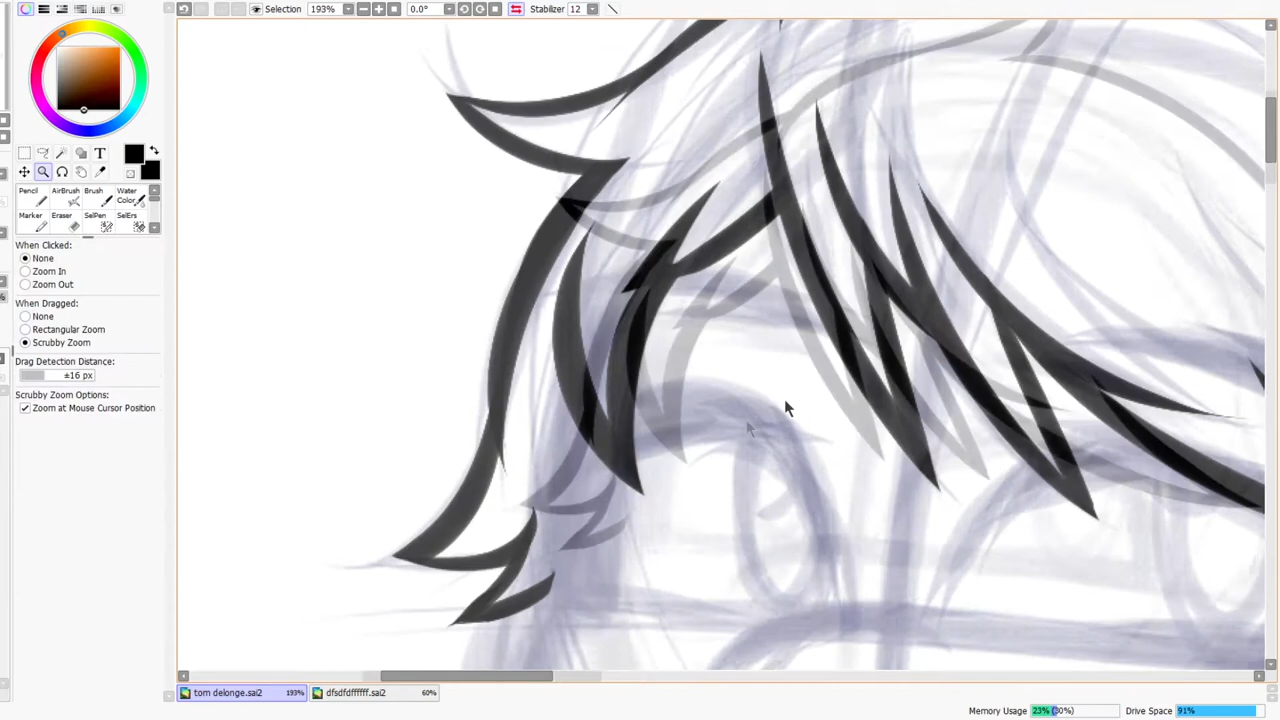 Selection 193% 0.0° Stabilizer 12
T
Pencil AirBrush Brush Water Color
Marker Eraser SelPen SelErs
When Clicked:
None
Zoom In
Zoom Out
When Dragged:
None
Rectangular Zoom
Scrubby Zoom
Drag Detection Distance:
±16 px
Scrubby Zoom Options:
Zoom at Mouse Cursor Position
tom delonge.sai2 193% dfsdfdffffff.sai2 60%
Memory Usage 23% (30%) Drive Space 91%